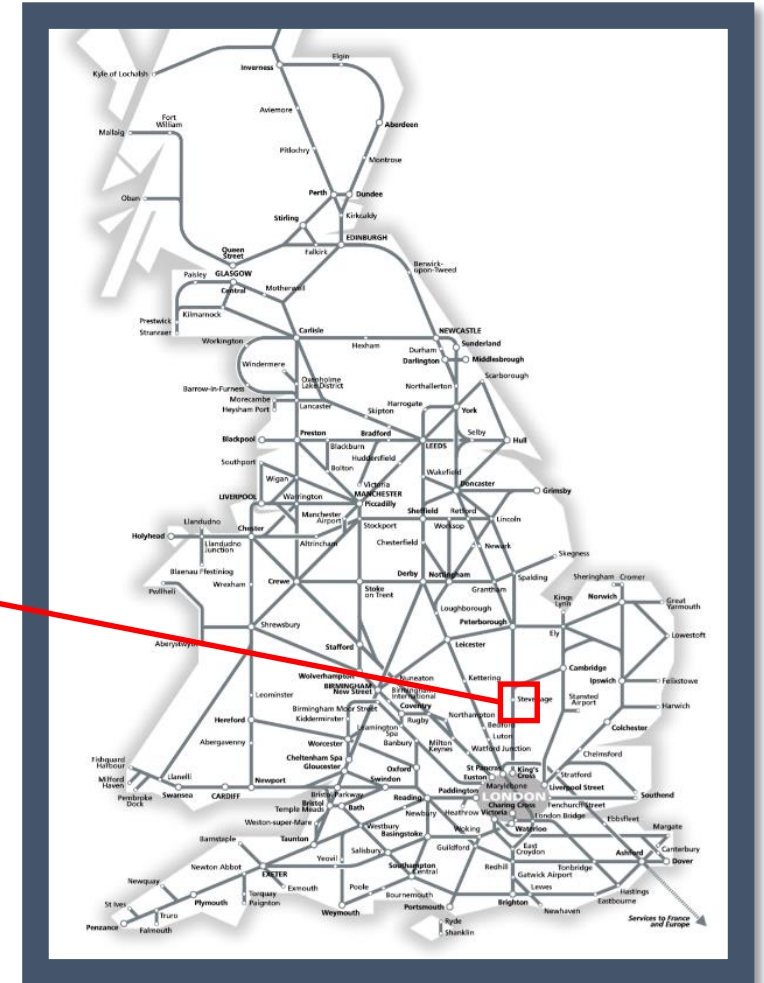 Elgin
Inverness
Kyle of Lochalsh
Aviemore
Fort
William
Aberdeen
Mallaig
Pitlochry
Montrose
Perth
Dundee
Oban
Stirling
Kirkcaldy
EDINBURGH
Falkirk
Queen
Street
Berwick-
upon-Tweed
Paisley
GLASGOW
Central
Motherwell
Kilmarnock
Prestwick
Stranraer
Carlisle
NEWCASTLE
Workington
Hexham
Sunderland
Durham
Darlington
Middlesbrough
Windermere
Scarborough
Oxenholme
Lake District
Barrow-in-Furness
Northallerton
Morecambe
Heysham Port
Lancaster
Harrogate
York
Skipton
Preston
Bradford
Selby
Blackpool
Blackburn
LEEDS
Hull
Huddersfield
Southport
Bolton
Wakefield
Wigan
Victoria
MANCHESTER
Piccadilly
Doncaster
Grimsby
LIVERPOOL
Warrington
Manchester
Airport
Sheffield
Retford
Llandudno
Stockport
Worksop
Lincoln
Holyhead
Chester
Llandudno
Junction
Altrincham
Chesterfield
Newark
Skegness
Blaenau Ffestiniog
Crewe
Stoke
on Trent
Derby
Nottingham
Spalding
Sheringham
Cromer
Wrexham
Grantham
Pwllheli
Kings
Lynn
Norwich
Great
Yarmouth
Loughborough
Shrewsbury
Peterborough
Ely
Lowestoft
Aberystwyth
Stafford
Leicester
Wolverhampton
Nuneaton
Kettering
Cambridge
BIRMINGHAM
New Street
Birmingham
International
Ipswich
Felixstowe
Leominster
Stevenage
Stansted
Airport
Birmingham Moor Street
Coventry
Harwich
Kidderminster
Rugby
Northampton
Hereford
Leamington
Spa
Bedford
Colchester
Abergavenny
Worcester
Banbury
Milton
Keynes
Luton
Watford Junction
Chelmsford
Cheltenham Spa
Gloucester
Fishguard
Harbour
Oxford
St Pancras
King's
Cross
Euston
Stratford
Milford
Haven
Llanelli
Newport
Swindon
Marylebone
Liverpool Street
Pembroke
Dock
Swansea
CARDIFF
Bristol Parkway
Paddington
LONDON
Southend
Bristol
Temple Meads
Bath
Reading
Charing Cross
Fenchurch Street
Newbury
Heathrow
Victoria
London Bridge
Ebbsfleet
Weston-super-Mare
Westbury
Basingstoke
Woking
Waterloo
Margate
Barnstaple
Taunton
Salisbury
Guildford
East
Croydon
Canterbury
Yeovil
Ashford
Dover
Newton Abbot
Southampton
Central
Redhill
Tonbridge
EXETER
Gatwick Airport
Newquay
Exmouth
Poole
Lewes
Hastings
St Ives
Plymouth
Torquay
Paignton
Bournemouth
Portsmouth
Brighton
Eastbourne
Truro
Weymouth
Newhaven
Penzance
Falmouth
Ryde
Shanklin
Services to France
and Europe